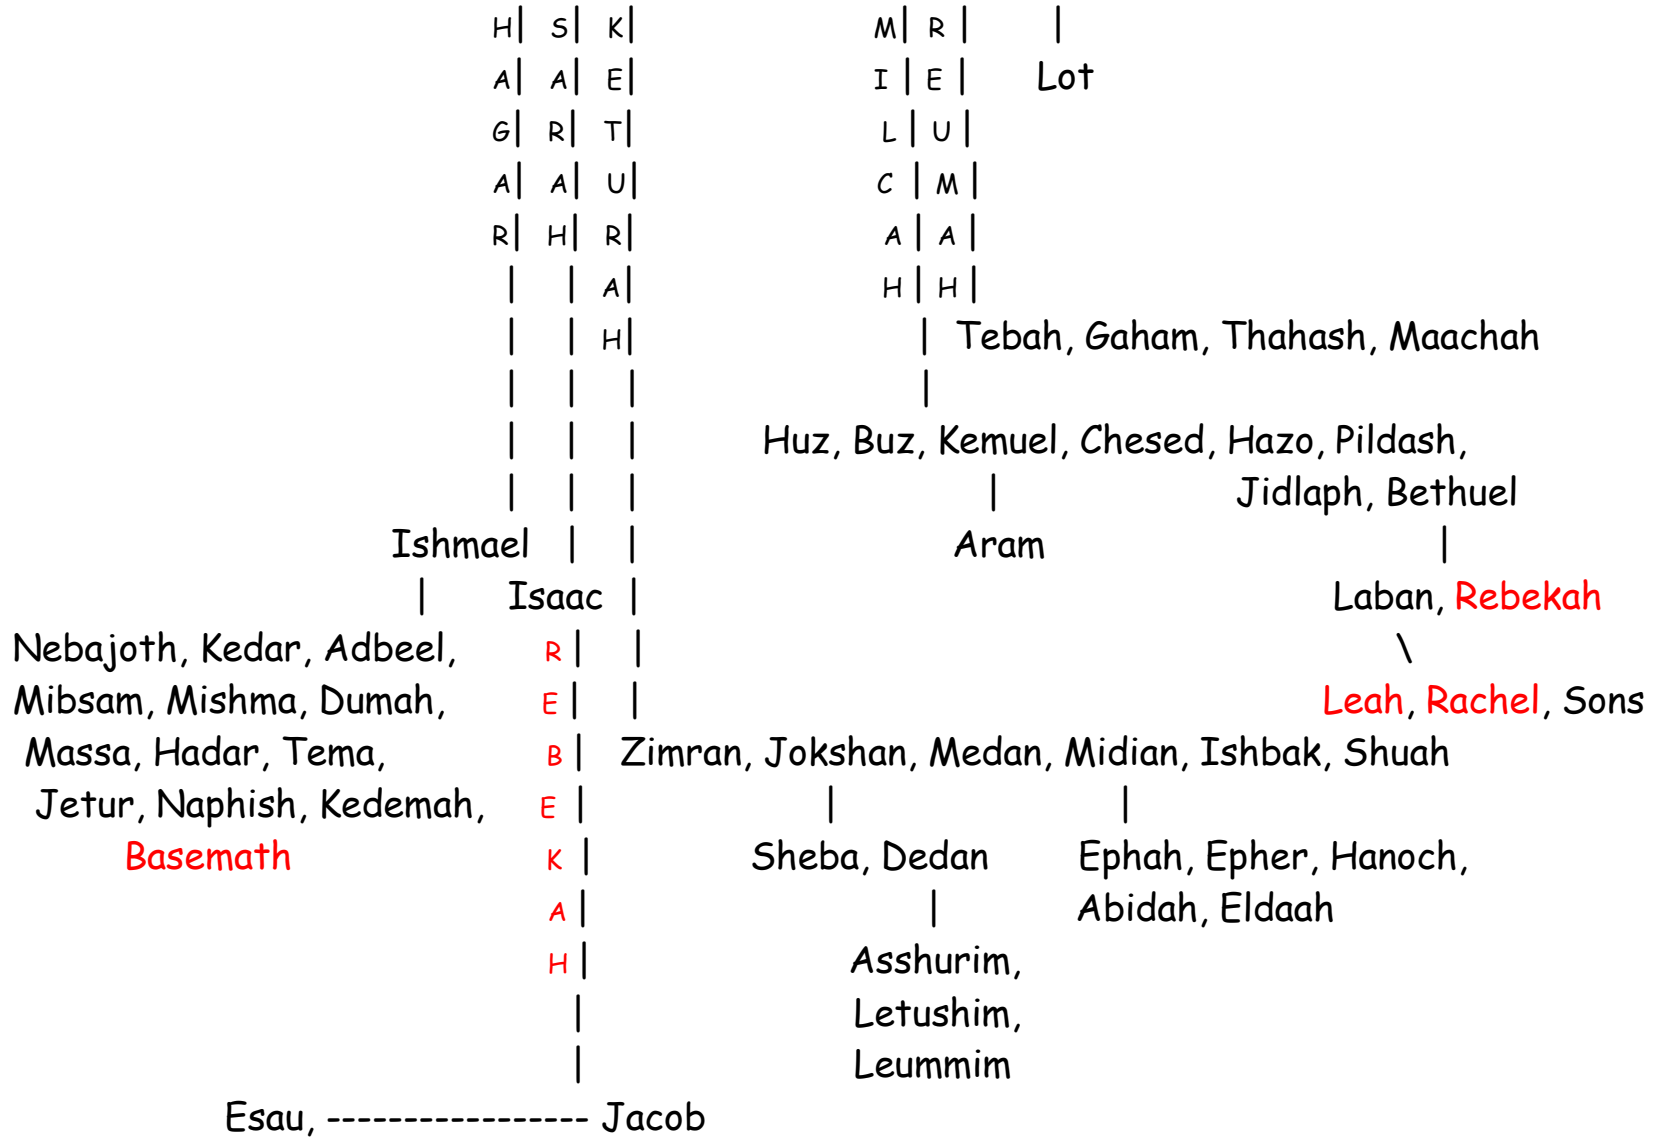 H| S| K| M| R| |
A| A| E| I| E| Lot
G| R| T| L| U|
A| A| U| C| M|
R| H| R| A| A|
| | A| H| H|
| | H| | Tebah, Gaham, Thahash, Maachah
| | | |
| | | Huz, Buz, Kemuel, Chesed, Hazo, Pildash,
| | | | Jidlaph, Bethuel
Ishmael | | Aram |
| Isaac | Laban, Rebekah
Nebajoth, Kedar, Adbeel, R| | \
Mibsam, Mishma, Dumah, E| | Leah, Rachel, Sons
Massa, Hadar, Tema, B| Zimran, Jokshan, Medan, Midian, Ishbak, Shuah
Jetur, Naphish, Kedemah, E| | |
Basemath K| Sheba, Dedan Ephah, Epher, Hanoch,
A| | Abidah, Eldaah
H| Asshurim,
| Letushim,
| Leummim
Esau, ----------------- Jacob